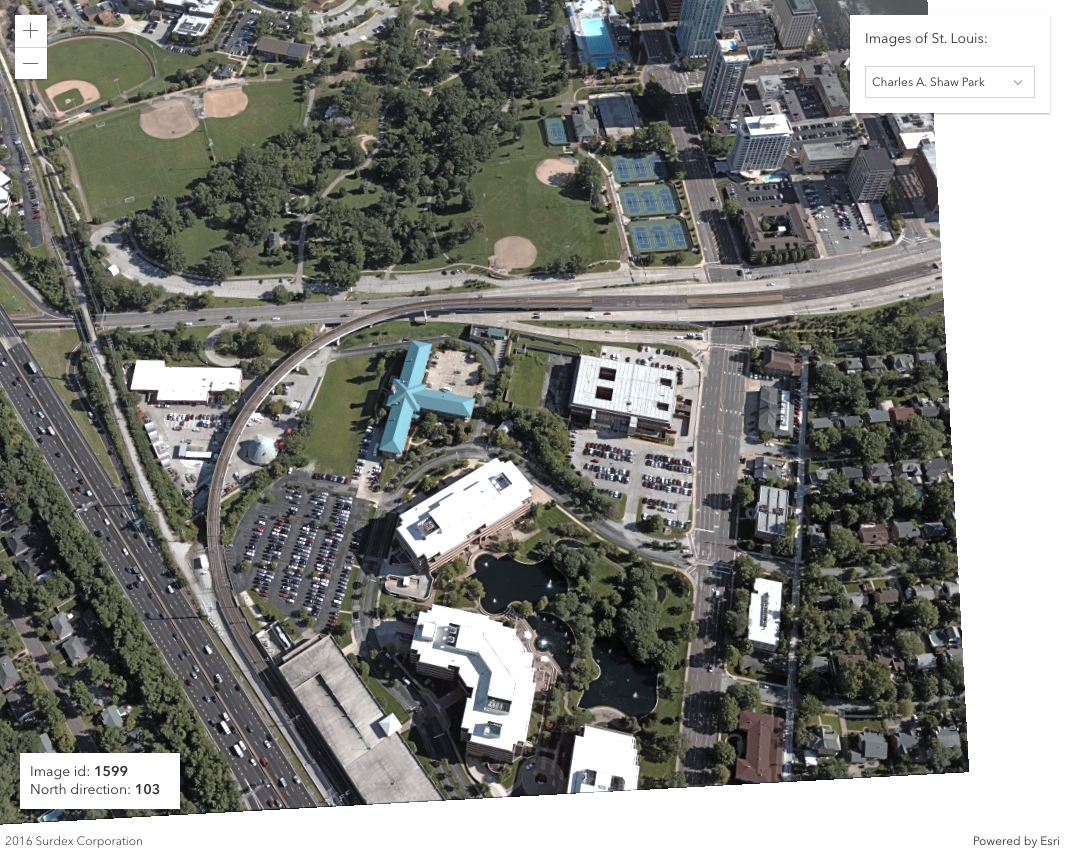 Images of St. Louis:
Charles A. Shaw Park
Image id: 1599
North direction: 103
2016 Surdex Corporation
Powered by Esri